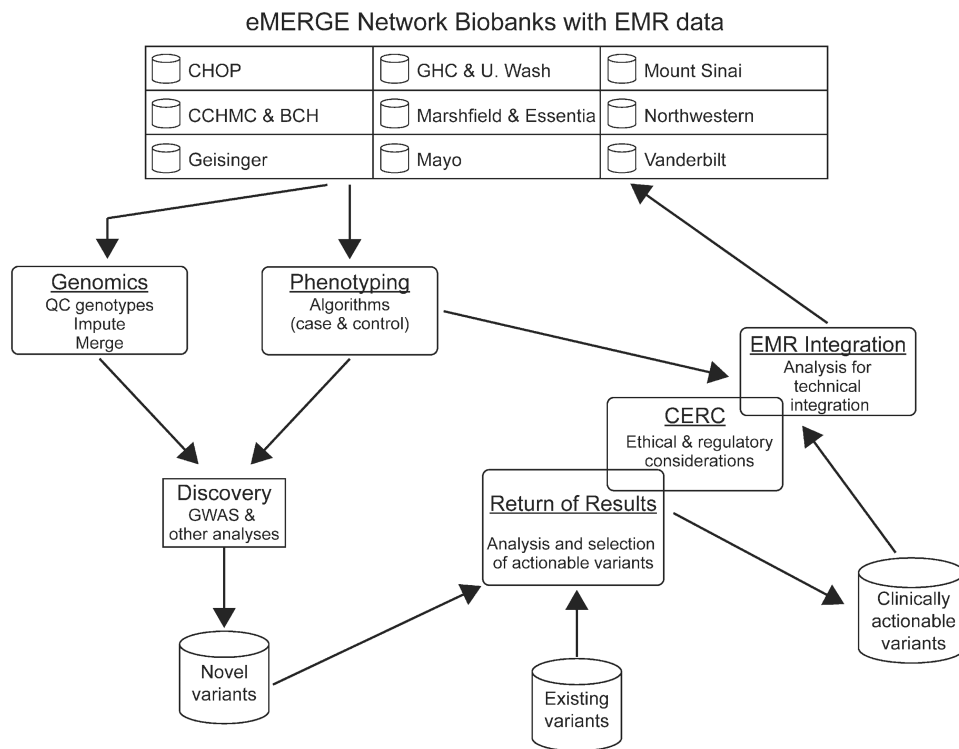 eMERGE Network Biobanks with EMR data
CHOP
GHC & U. Wash
Mount Sinai
CCHMC & BCH
Marshfield & Essentia
Northwestern
Geisinger
Mayo
Vanderbilt
Genomics
QC genotypes
Impute
Merge
Phenotyping
Algorithms
(case & control)
EMR Integration
Analysis for
technical
integration
CERC
Ethical & regulatory
considerations
Discovery
GWAS &
other analyses
Return of Results
Analysis and selection
of actionable variants
Clinically
actionable
variants
Novel
variants
Existing
variants